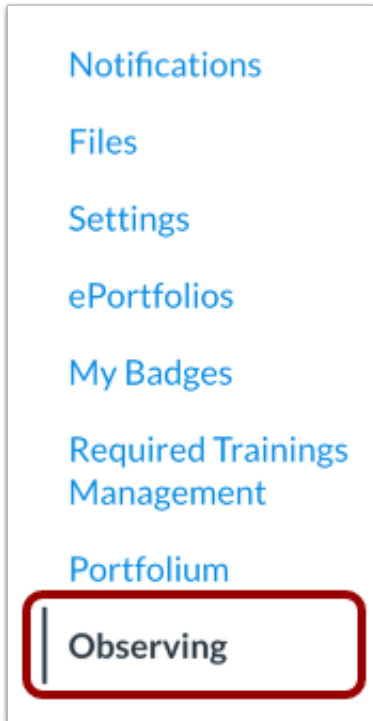 Notifications
Files
Settings
ePortfolios
My Badges
Required Trainings
Management
Portfolium
Observing